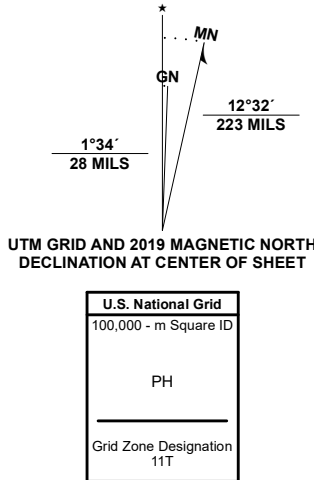 ★
MN
GN
12°32´
223 MILS
1°34´
28 MILS
UTM GRID AND 2019 MAGNETIC NORTH
DECLINATION AT CENTER OF SHEET
U.S. National Grid
100,000 - m Square ID
PH
Grid Zone Designation
11T